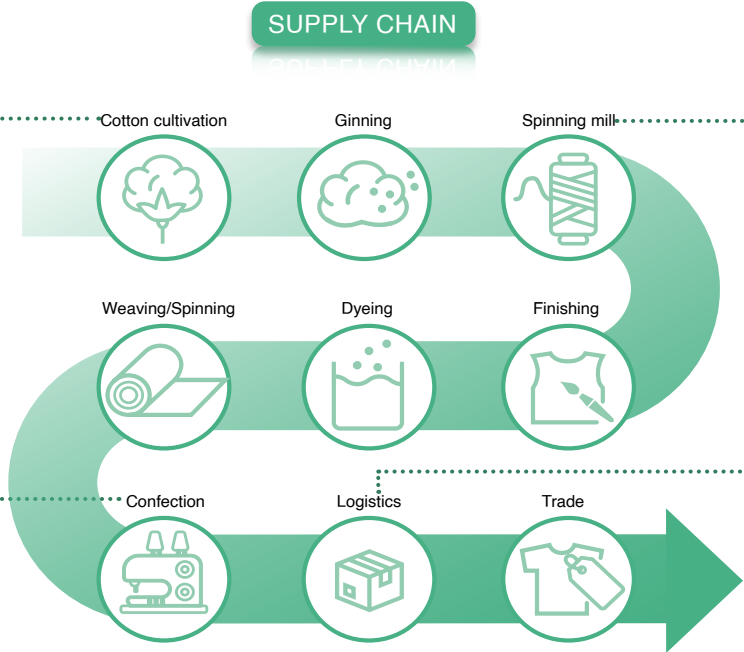 SUPPLY CHAIN
Cotton cultivation
Ginning
Spinning mill
Weaving/Spinning
Dyeing
Finishing
Confection
Logistics
Trade